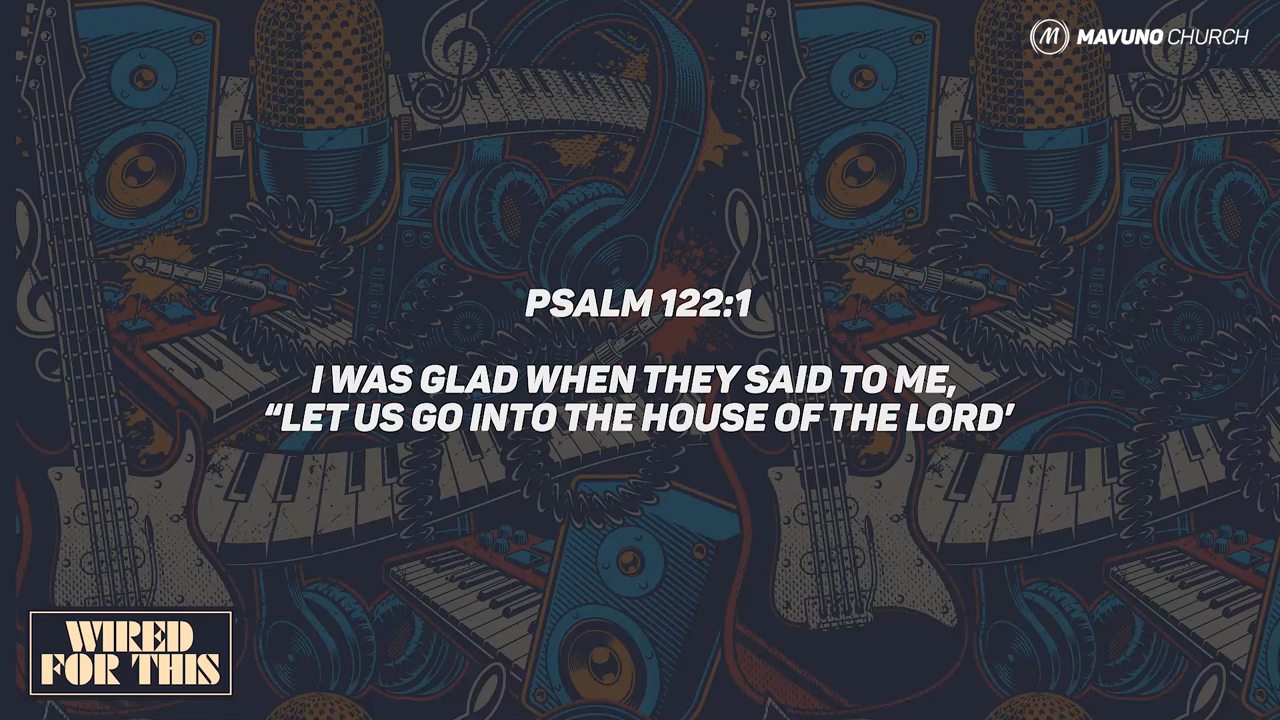 MAVUNO CHURCH
PSALM 122:1
I WAS GLAD WHEN THEY SAID TO ME,
“LET US GO INTO THE HOUSE OF THE LORD’
WIRED
FOR THIS